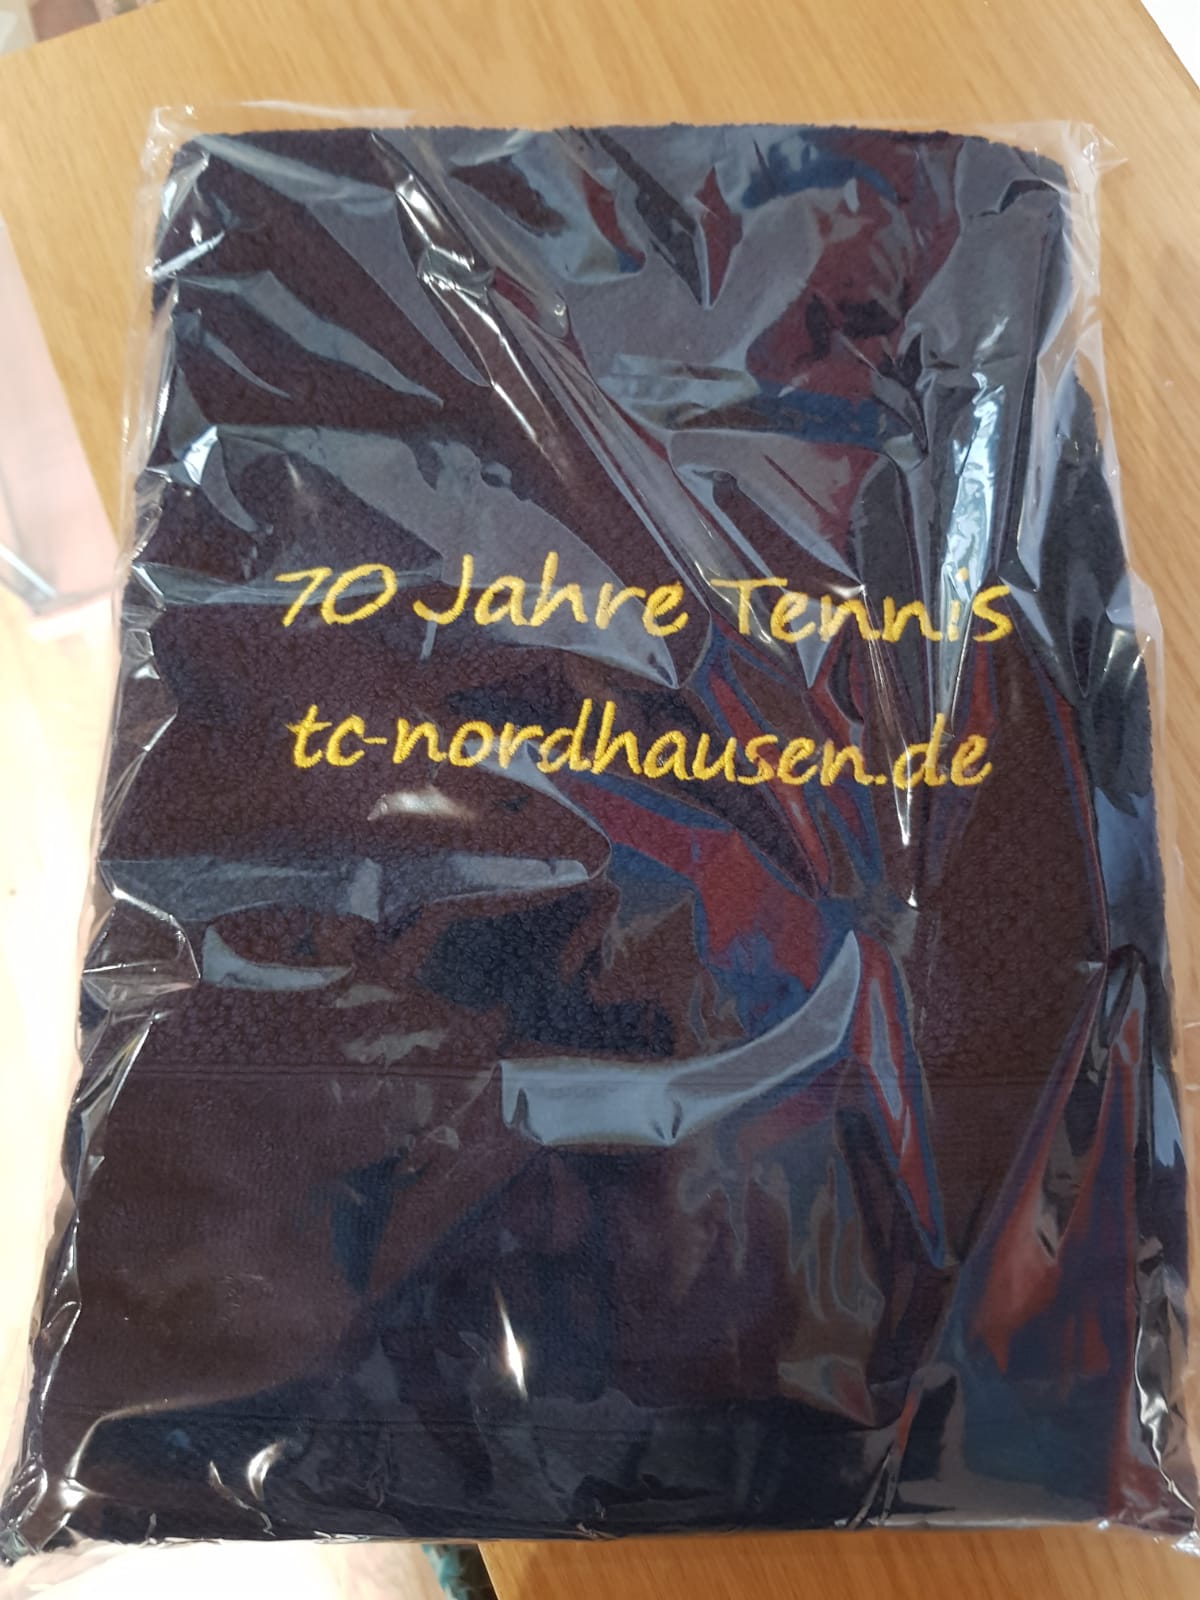 70 Jahre Tennis
tc-nordhausen.de